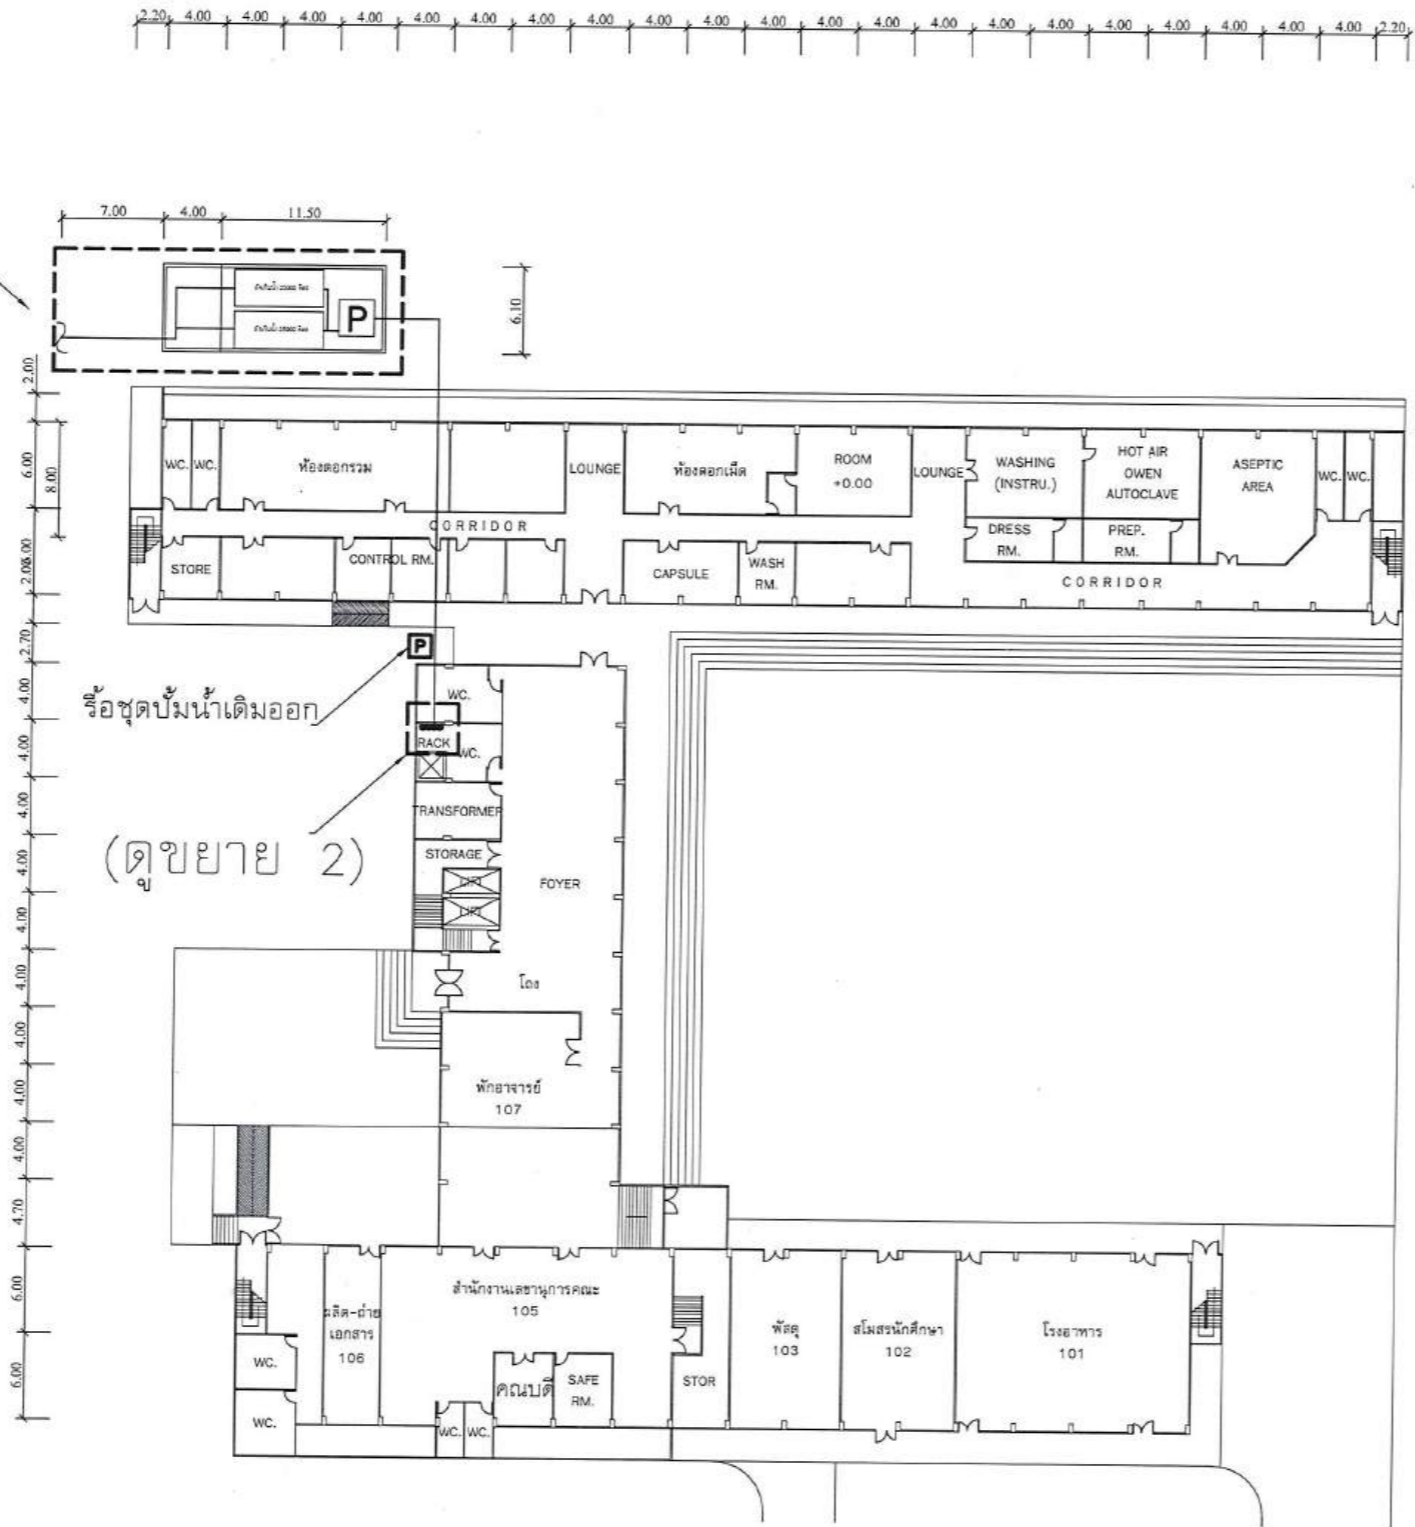 2.20 4.00 4.00 4.00 4.00 4.00 4.00 4.00 4.00 4.00 4.00 4.00 4.00 4.00 4.00 4.00 4.00 4.00 4.00 4.00 4.00 4.00 2.20
7.00 4.00 11.50
P
6.10
2.00
6.00
8.00
2.70
4.00
4.00
4.00
4.00
4.00
4.00
4.00
4.00
4.00
4.70
6.00
6.00
WC. WC.
ห้องตอกรวม
LOUNGE
ห้องตอกเม็ด
ROOM
+0.00
LOUNGE
WASHING
(INSTRU.)
HOT AIR
OWEN
AUTOCLAVE
ASEPTIC
AREA
WC. WC.
CORRIDOR
DRESS
RM.
PREP.
RM.
STORE
CONTROL RM.
CAPSULE
WASH
RM.
CORRIDOR
P
รื้อชุดปั๊มน้ำเดิมออก
WC.
RACK
WC.
TRANSFORMER
(ดูขยาย 2)
STORAGE
LIFT
LIFT
FOYER
โถง
พักอาจารย์
107
ผลิต-ถ่าย
เอกสาร
106
สำนักงานเลขานุการคณะ
105
พัสดุ
103
สโมสรนักศึกษา
102
โรงอาหาร
101
WC.
WC.
คณบดี
SAFE
RM.
STOR
WC. WC.